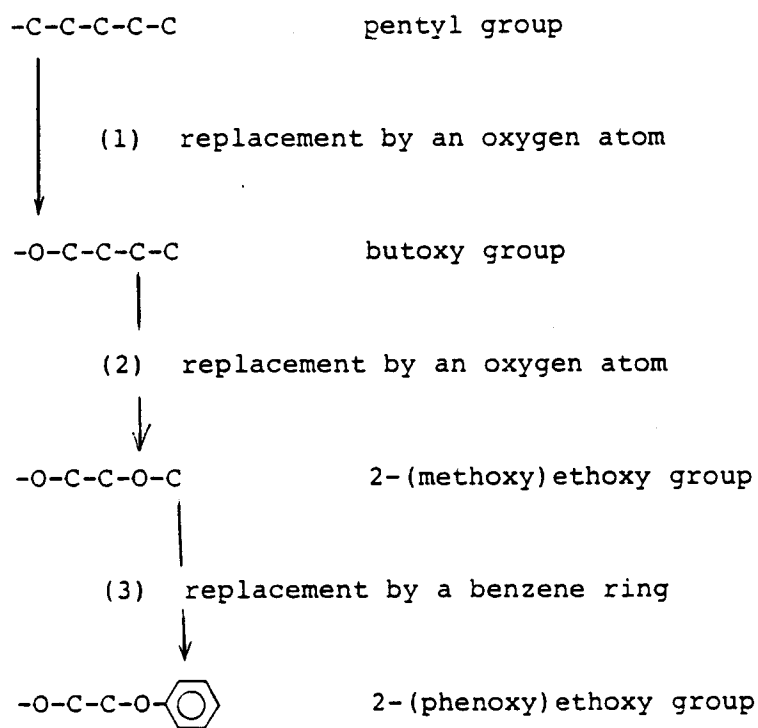 -C-C-C-C-C pentyl group
(1) replacement by an oxygen atom
-O-C-C-C-C butoxy group
(2) replacement by an oxygen atom
-O-C-C-O-C 2-(methoxy)ethoxy group
(3) replacement by a benzene ring
-O-C-C-O- 2-(phenoxy)ethoxy group